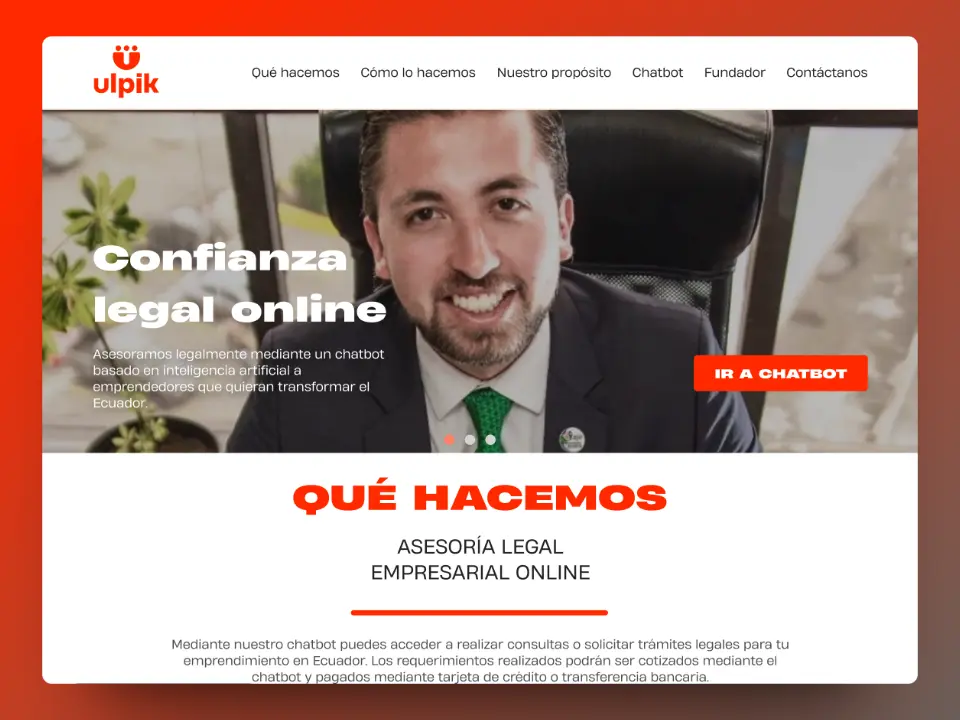 ulpik
Qué hacemos Cómo lo hacemos Nuestro propósito Chatbot Fundador Contáctanos
Confianza
legal online
Asesoramos legalmente mediante un chatbot
basado en inteligencia artificial a
emprendedores que quieran transformar el
Ecuador.
IR A CHATBOT
QUÉ HACEMOS
ASESORÍA LEGAL
EMPRESARIAL ONLINE
Mediante nuestro chatbot puedes acceder a realizar consultas o solicitar trámites legales para tu
emprendimiento en Ecuador. Los requerimientos realizados podrán ser cotizados mediante el
chatbot y pagados mediante tarjeta de crédito o transferencia bancaria.